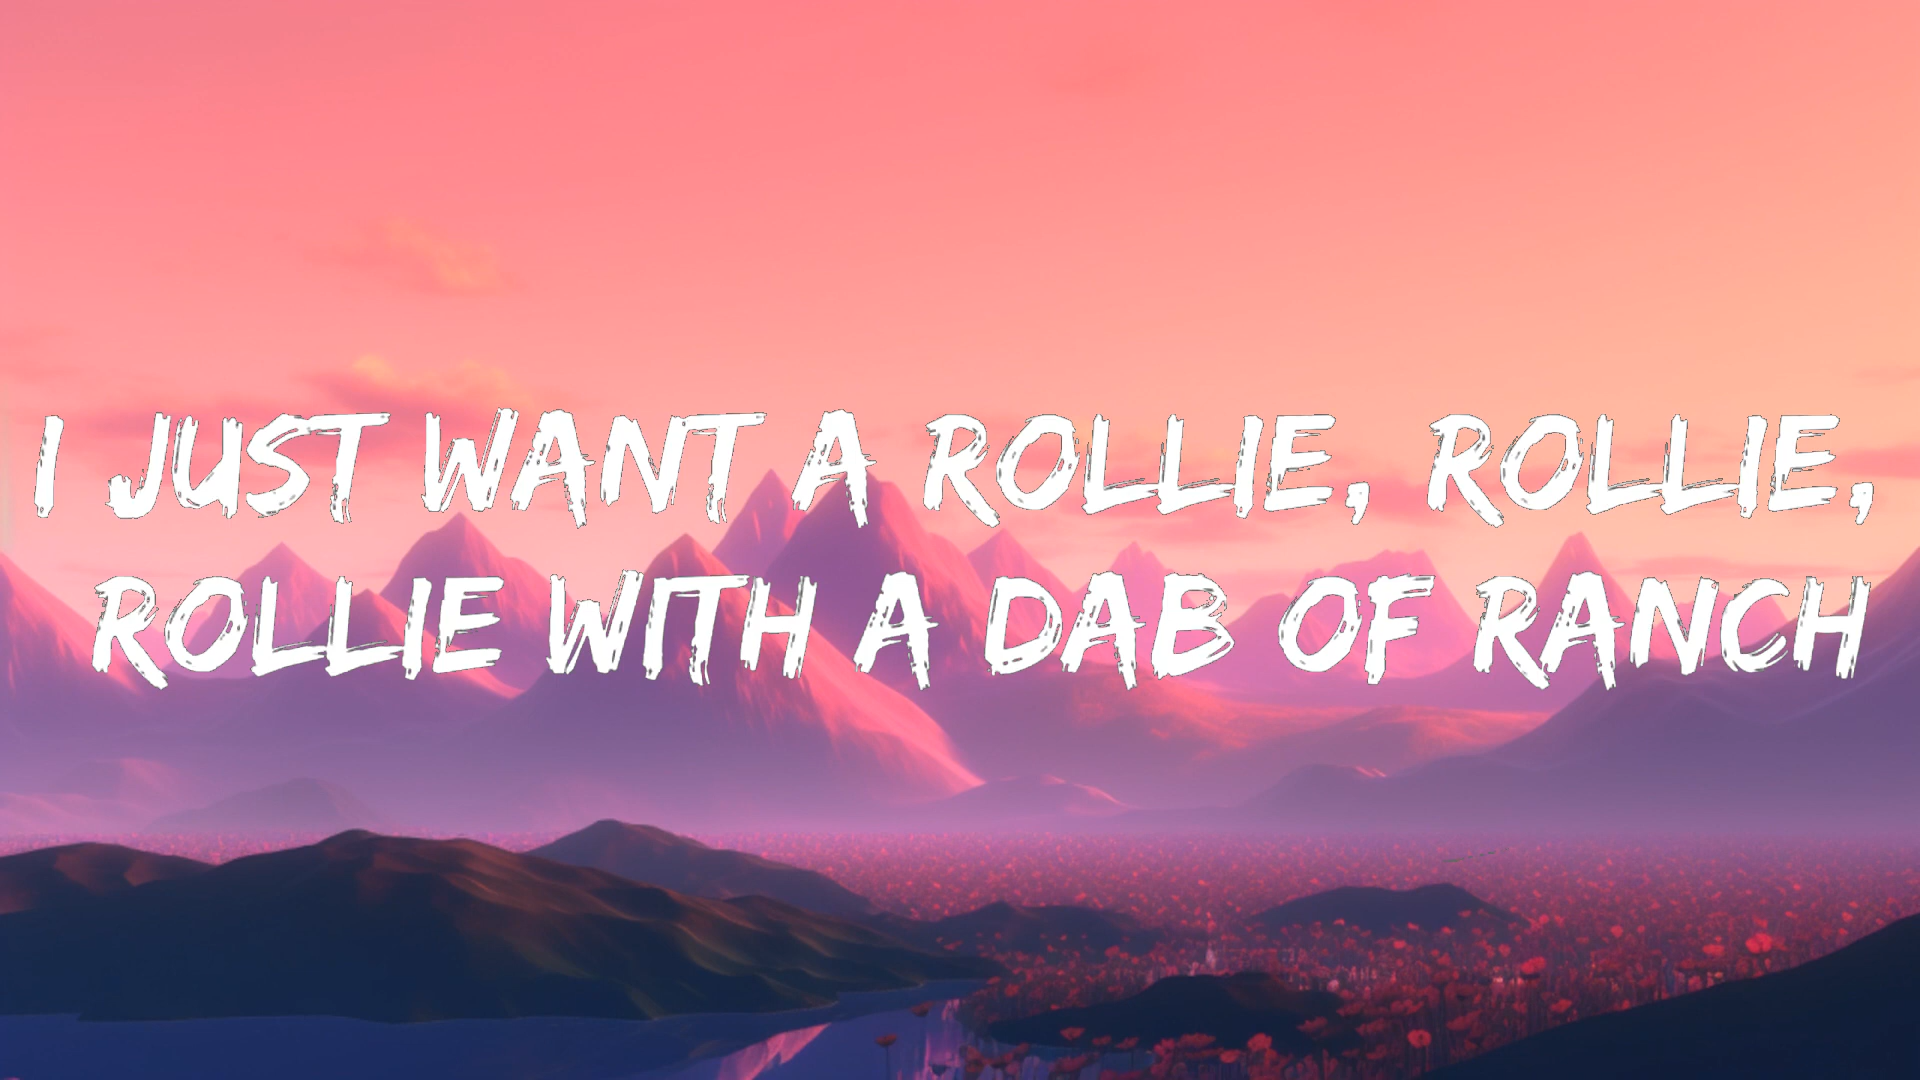 I JUST WANT A ROLLIE, ROLLIE,
ROLLIE WITH A DAB OF RANCH